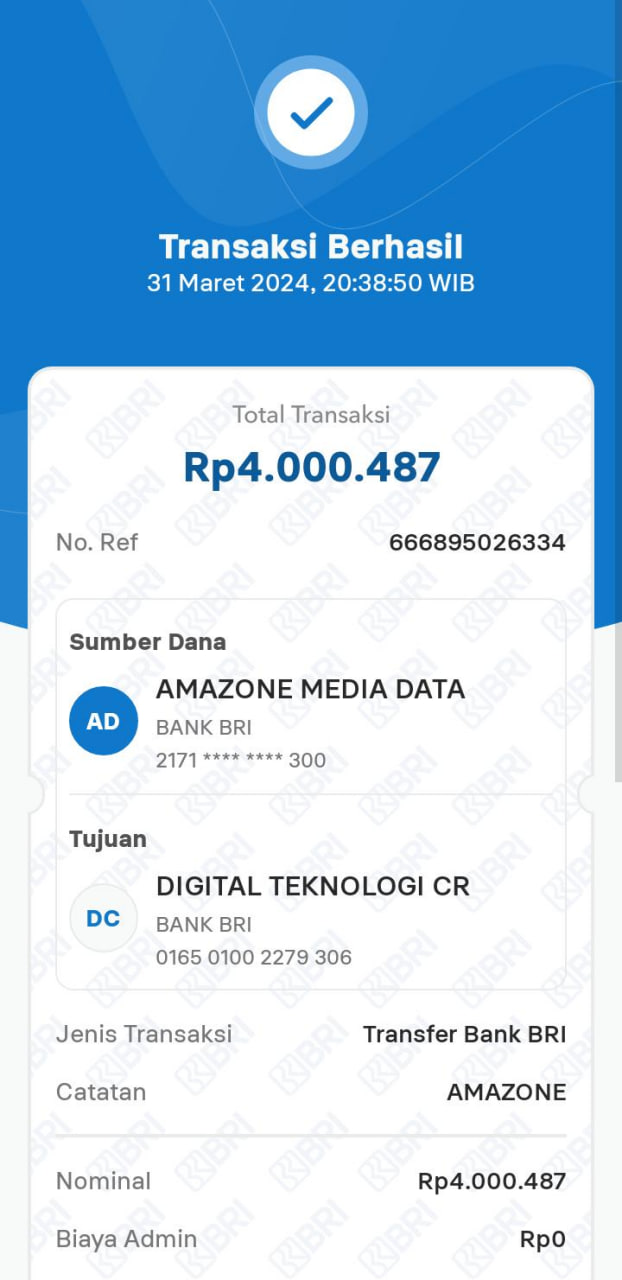 Transaksi Berhasil
31 Maret 2024, 20:38:50 WIB
Total Transaksi
Rp4.000.487
No. Ref 666895026334
Sumber Dana
AD
AMAZONE MEDIA DATA
BANK BRI
2171 **** **** 300
Tujuan
DC
DIGITAL TEKNOLOGI CR
BANK BRI
0165 0100 2279 306
Jenis Transaksi Transfer Bank BRI
Catatan AMAZONE
Nominal Rp4.000.487
Biaya Admin Rp0